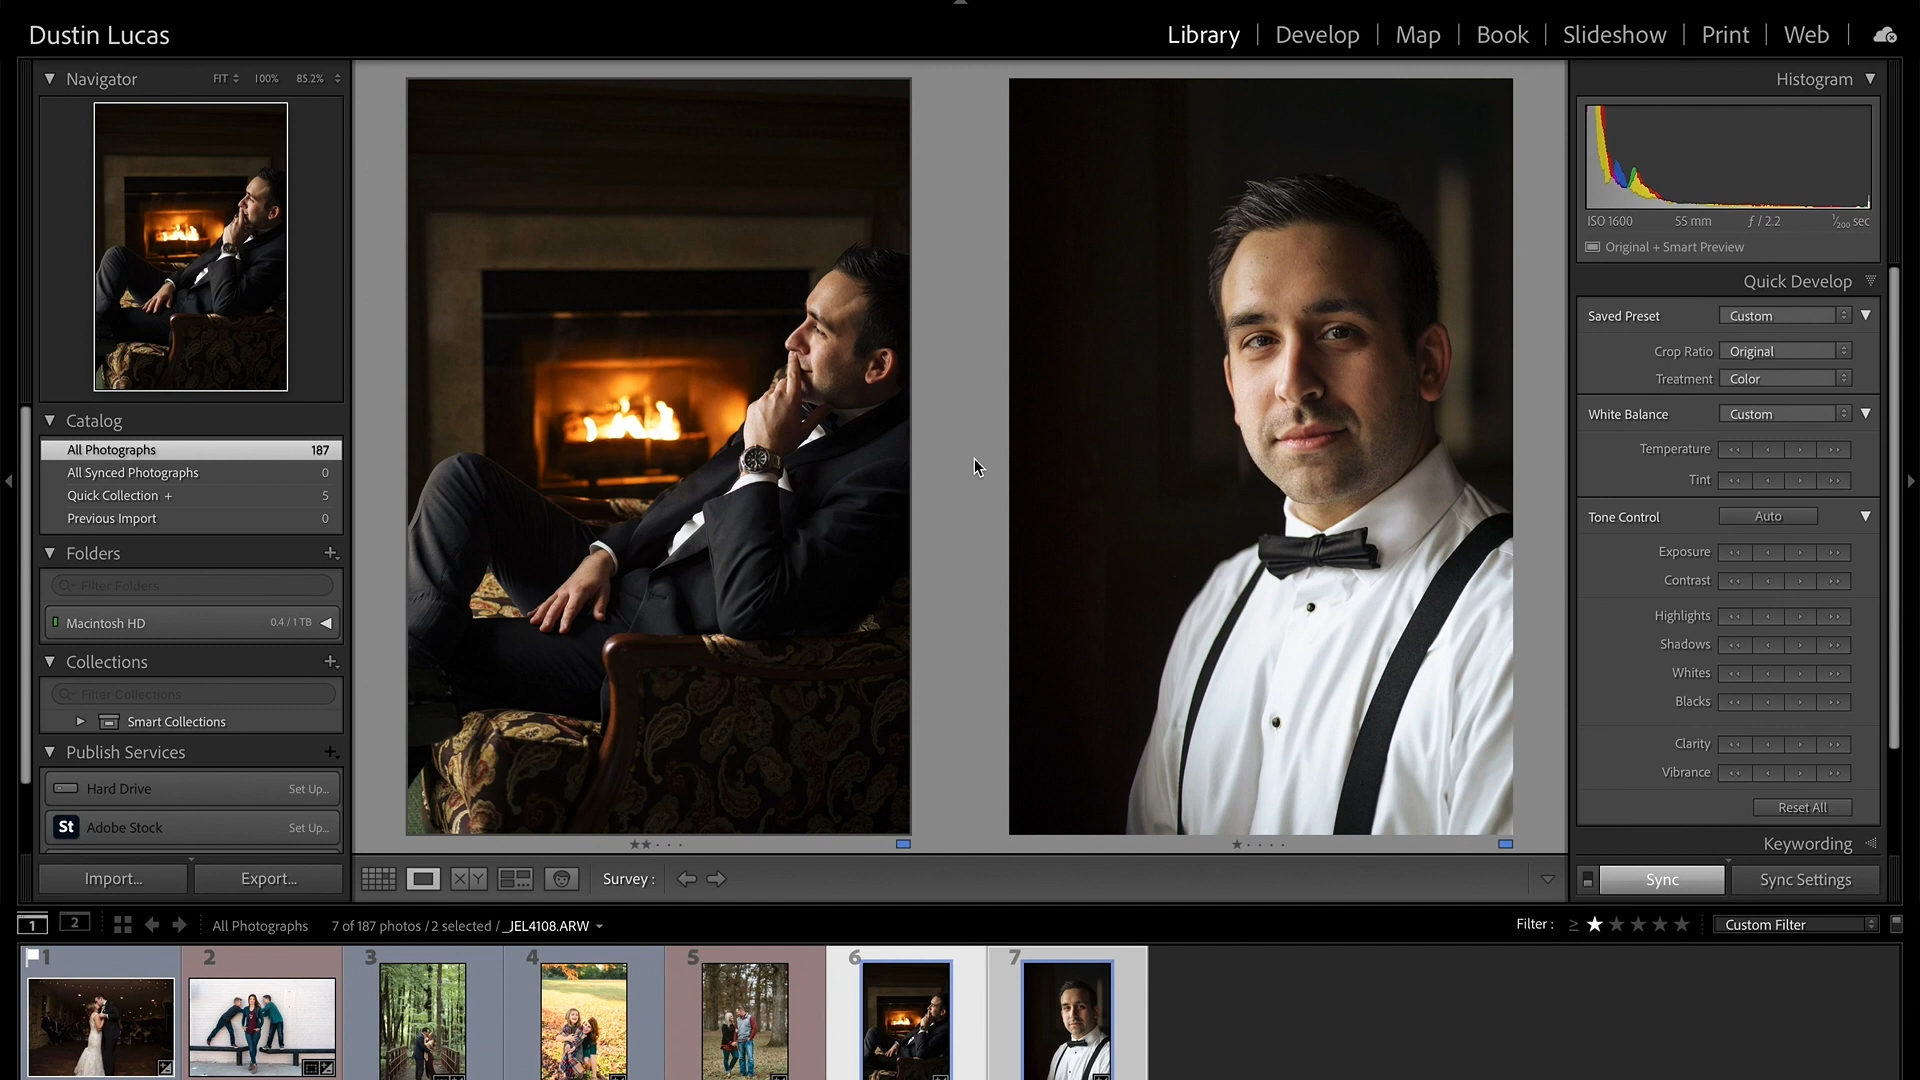 Dustin Lucas
Library | Develop | Map | Book | Slideshow | Print | Web
Navigator FIT 100% 85.2%
Catalog
All Photographs 187
All Synced Photographs 0
Quick Collection + 5
Previous Import 0
Folders
Filter Folders
Macintosh HD 0.4 / 1 TB
Collections
Filter Collections
Smart Collections
Publish Services
Hard Drive Set Up...
St Adobe Stock Set Up...
Import... Export...
XY Survey :
Histogram
ISO 1600 55 mm ƒ / 2.2 1/200 sec
Original + Smart Preview
Quick Develop
Saved Preset Custom
Crop Ratio Original
Treatment Color
White Balance Custom
Temperature
Tint
Tone Control Auto
Exposure
Contrast
Highlights
Shadows
Whites
Blacks
Clarity
Vibrance
Reset All
Keywording
Sync Sync Settings
1 2 All Photographs 7 of 187 photos / 2 selected / _JEL4108.ARW Filter : ≥ Custom Filter
1 2 3 4 5 6 7